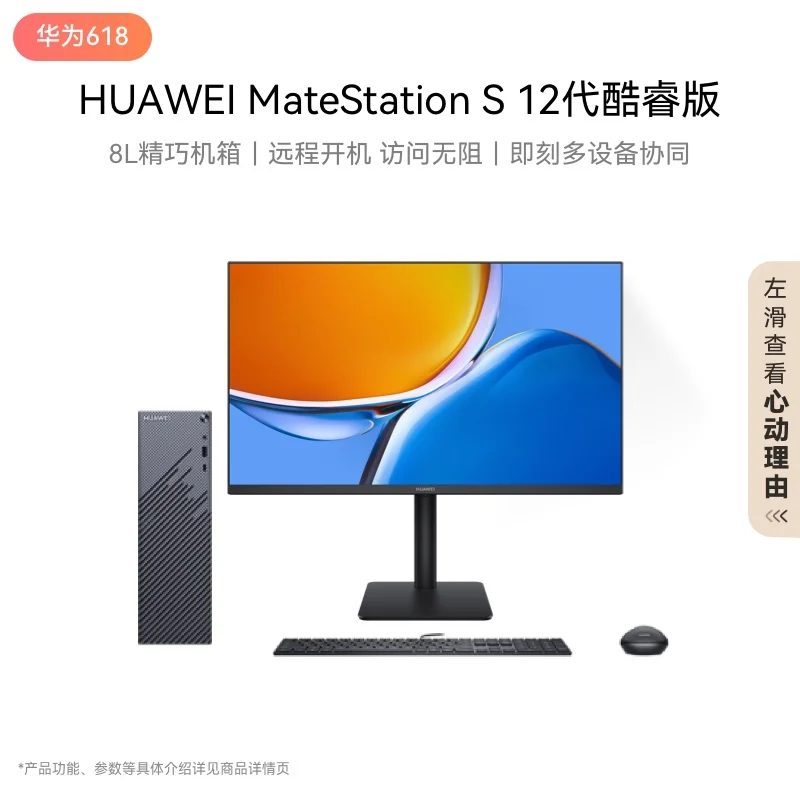 华为618
HUAWEI MateStation S 12代酷睿版
8L精巧机箱丨远程开机 访问无阻丨即刻多设备协同
左滑查看心动理由
HUAWEI
HUAWEI
*产品功能、参数等具体介绍详见商品详情页